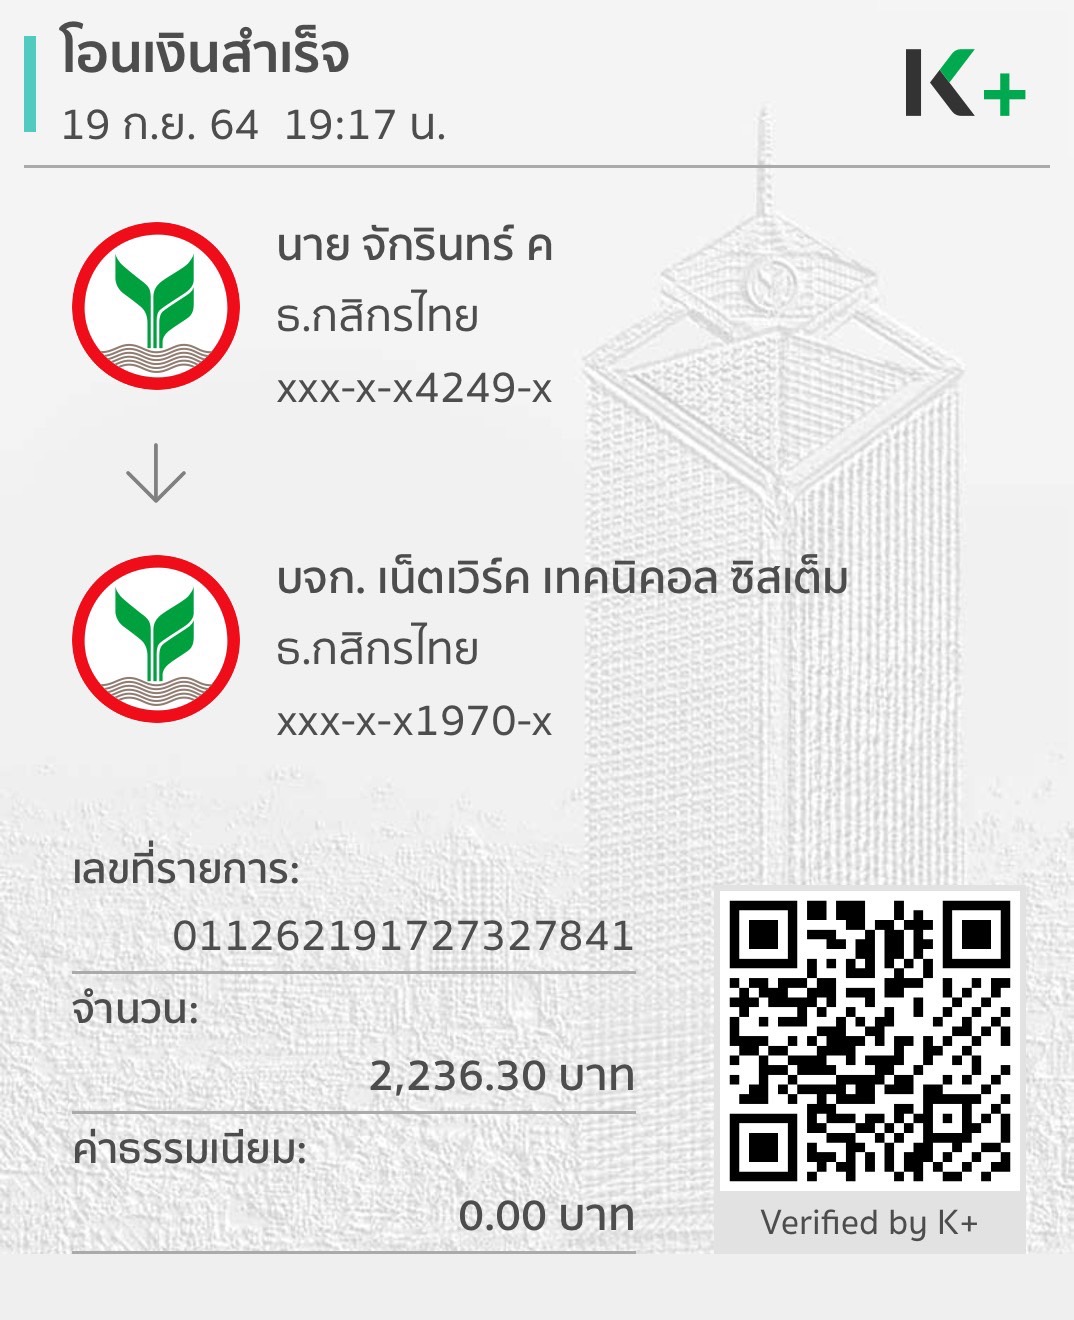 โอนเงินสำเร็จ
19 ก.ย. 64 19:17 น.
K+
นาย จักรินทร์ ค
ธ.กสิกรไทย
xxx-x-x4249-x
บจก. เน็ตเวิร์ค เทคนิคอล ซิสเต็ม
ธ.กสิกรไทย
xxx-x-x1970-x
เลขที่รายการ:
011262191727327841
จำนวน:
2,236.30 บาท
ค่าธรรมเนียม:
0.00 บาท
Verified by K+